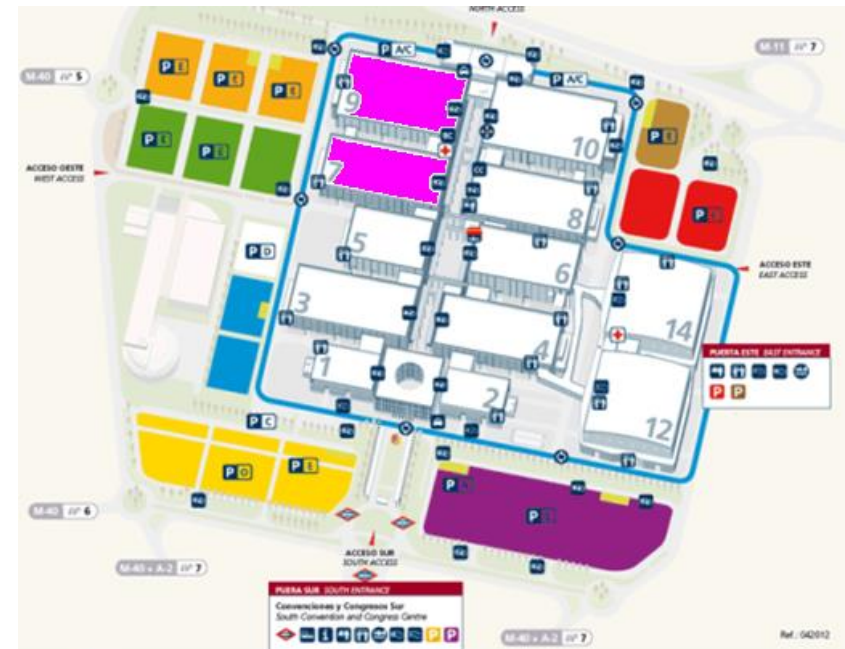 NORTH ACCESS
M-11 7
M-40 5
P A/C
P A/C
P E
P E
P E
9
10
P E
P E
P E
ACCESO OESTE
WEST ACCESS
7
CC
8
P D
5
6
ACCESO ESTE
EAST ACCESS
3
4
14
PUERTA ESTE EAST ENTRANCE
P P
1
2
12
P C
P E
P D
M-40 6
M-40 + A-2 7
ACCESO SUR
SOUTH ACCESS
PUERA SUR SOUTH ENTRANCE
Convenciones y Congresos Sur
South Convention and Congress Centre
P P
M-40 + A-2 7
Ref.: 042012